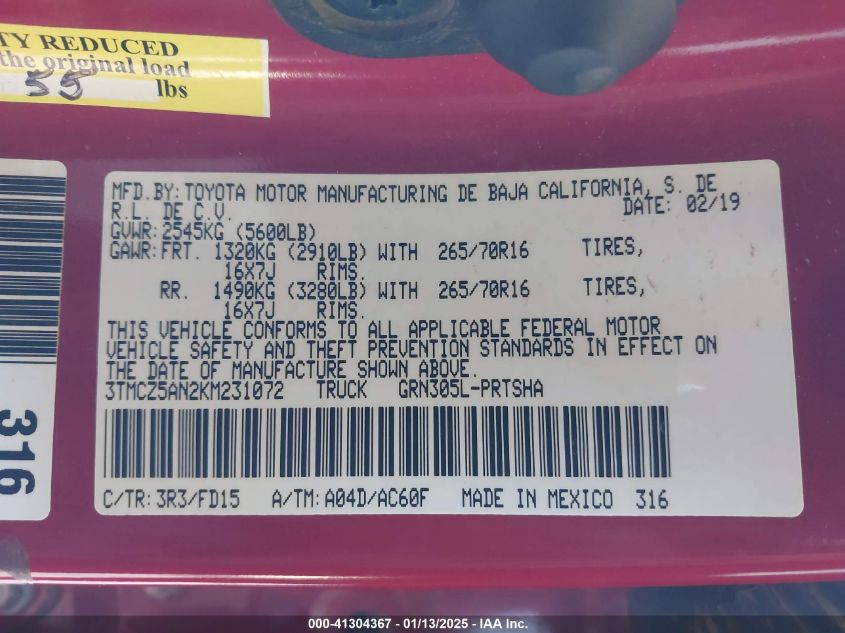 TY REDUCED
the original load
55 lbs
MFD.BY: TOYOTA MOTOR MANUFACTURING DE BAJA CALIFORNIA, S. DE
R.L. DE C.V. DATE: 02/19
GVWR: 2545KG (5600LB)
GAWR: FRT. 1320KG (2910LB) WITH 265/70R16 TIRES,
16X7J RIMS.
RR. 1490KG (3280LB) WITH 265/70R16 TIRES,
16X7J RIMS.
THIS VEHICLE CONFORMS TO ALL APPLICABLE FEDERAL MOTOR
VEHICLE SAFETY AND THEFT PREVENTION STANDARDS IN EFFECT ON
THE DATE OF MANUFACTURE SHOWN ABOVE.
3TMCZ5AN2KM231072 TRUCK GRN305L-PRTSHA
C/TR: 3R3/FD15 A/TM: A04D/AC60F MADE IN MEXICO 316
316
000-41304367 - 01/13/2025 - IAA Inc.